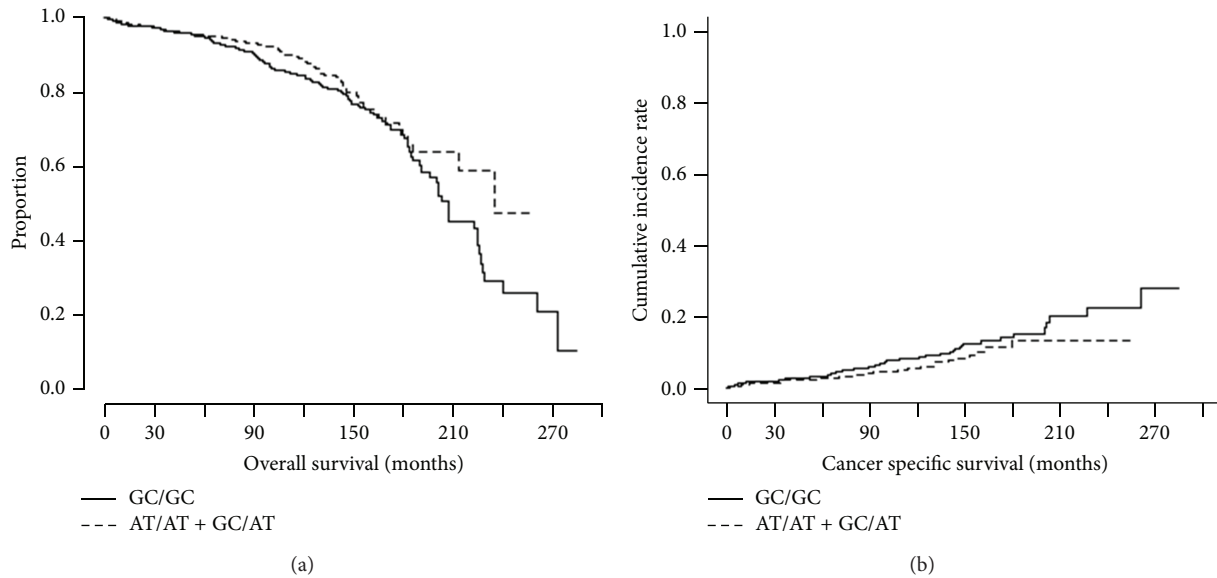 1.0
0.8
0.6
0.4
0.2
0.0
Proportion
0 30 90 150 210 270
Overall survival (months)
GC/GC
AT/AT + GC/AT
(a)
1.0
0.8
0.6
0.4
0.2
0.0
Cumulative incidence rate
0 30 90 150 210 270
Cancer specific survival (months)
GC/GC
AT/AT + GC/AT
(b)